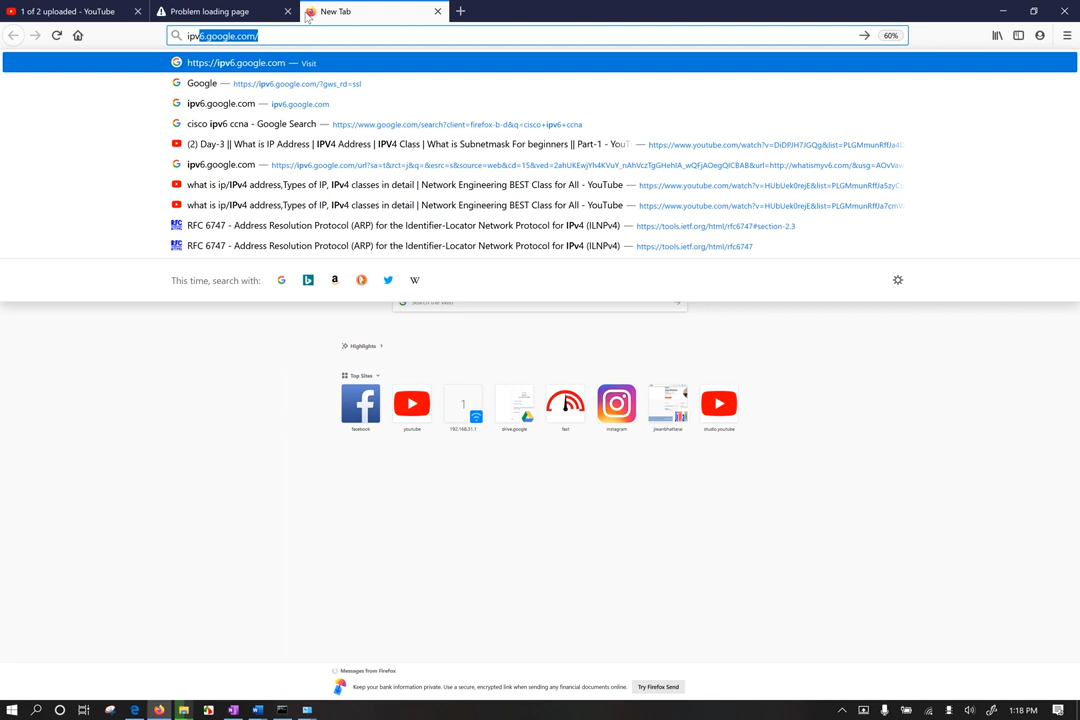 1 of 2 uploaded - YouTube
Problem loading page
New Tab
ipv6.google.com/
60%
https://ipv6.google.com — Visit
Google — https://ipv6.google.com/?gws_rd=ssl
ipv6.google.com — ipv6.google.com
cisco ipv6 ccna - Google Search — https://www.google.com/search?client=firefox-b-d&q=cisco+ipv6+ccna
(2) Day-3 || What is IP Address | IPV4 Address | IPV4 Class | What is Subnetmask For beginners || Part-1 - YouT
ipv6.google.com
what is ip/IPv4 address,Types of IP, IPv4 classes in detail | Network Engineering BEST Class for All - YouTube
what is ip/IPv4 address,Types of IP, IPv4 classes in detail | Network Engineering BEST Class for All - YouTube
RFC 6747 - Address Resolution Protocol (ARP) for the Identifier-Locator Network Protocol for IPv4 (ILNPv4) — https://tools.ietf.org/html/rfc6747#section-2.3
RFC 6747 - Address Resolution Protocol (ARP) for the Identifier-Locator Network Protocol for IPv4 (ILNPv4) — https://tools.ietf.org/html/rfc6747
This time, search with:
Search the Web
Highlights
Top Sites
1
facebook
youtube
192.168.31.1
drive.google
fast
instagram
jiwanbhattarai
studio.youtube
Messages from Firefox
Keep your bank information private. Use a secure, encrypted link when sending any financial documents online.
Try Firefox Send
1:18 PM